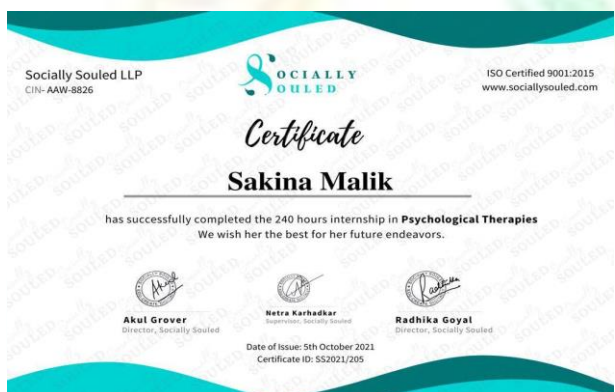 Socially Souled LLP
CIN- AAW-8826
SOCIALLY
SOULED
ISO Certified 9001:2015
www.sociallysouled.com
Certificate
Sakina Malik
has successfully completed the 240 hours internship in Psychological Therapies
We wish her the best for her future endeavors.
Akul Grover
Director, Socially Souled
Netra Karhadkar
Supervisor, Socially Souled
Radhika Goyal
Director, Socially Souled
Date of Issue: 5th October 2021
Certificate ID: SS2021/205